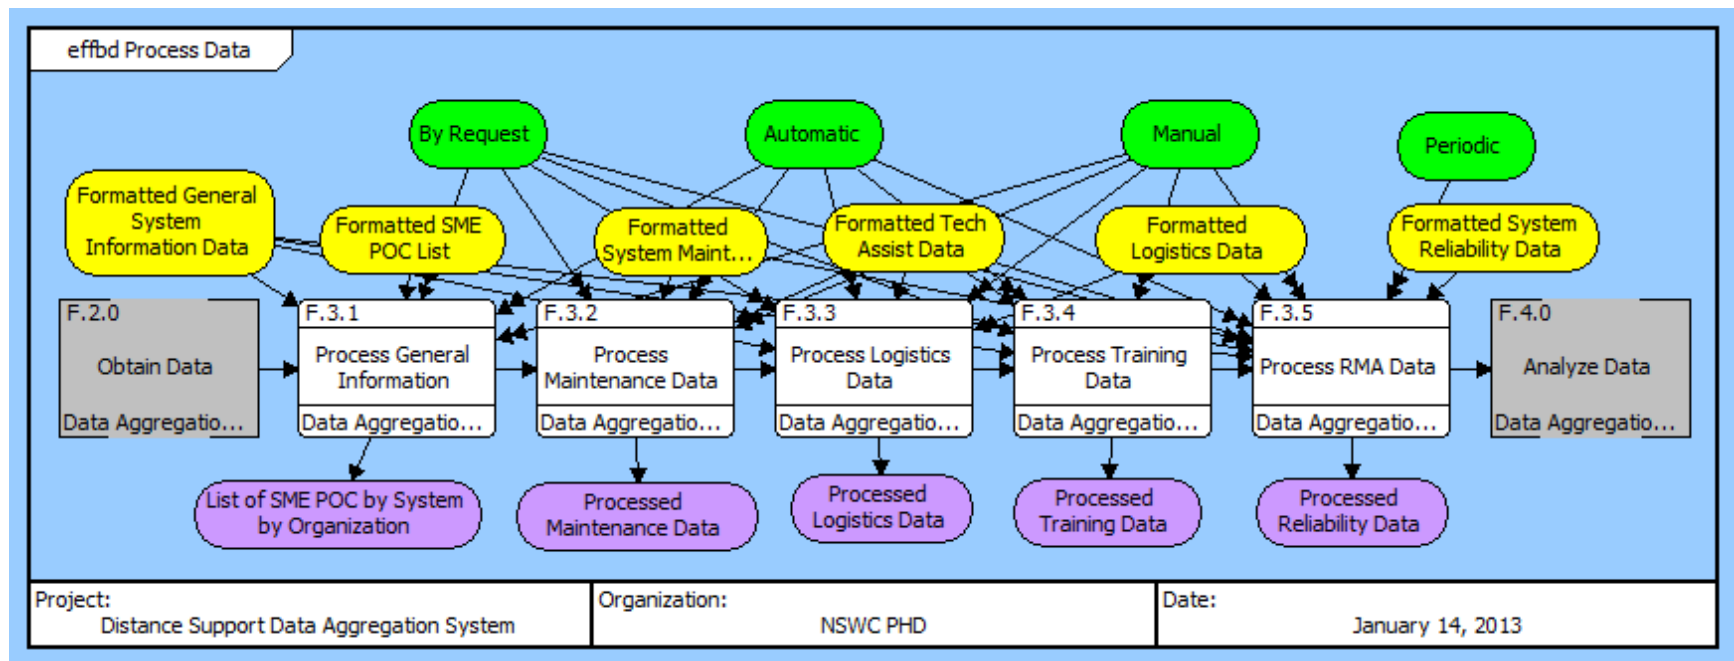 effbd Process Data
By Request
Automatic
Manual
Periodic
Formatted General
System
Information Data
Formatted SME
POC List
Formatted
System Maint...
Formatted Tech
Assist Data
Formatted
Logistics Data
Formatted System
Reliability Data
F.2.0
Obtain Data
Data Aggregatio...
F.3.1
Process General
Information
Data Aggregatio...
F.3.2
Process
Maintenance Data
Data Aggregatio...
F.3.3
Process Logistics
Data
Data Aggregatio...
F.3.4
Process Training
Data
Data Aggregatio...
F.3.5
Process RMA Data
Data Aggregatio...
F.4.0
Analyze Data
Data Aggregatio...
List of SME POC by System
by Organization
Processed
Maintenance Data
Processed
Logistics Data
Processed
Training Data
Processed
Reliability Data
Project:
Distance Support Data Aggregation System
Organization:
NSWC PHD
Date:
January 14, 2013